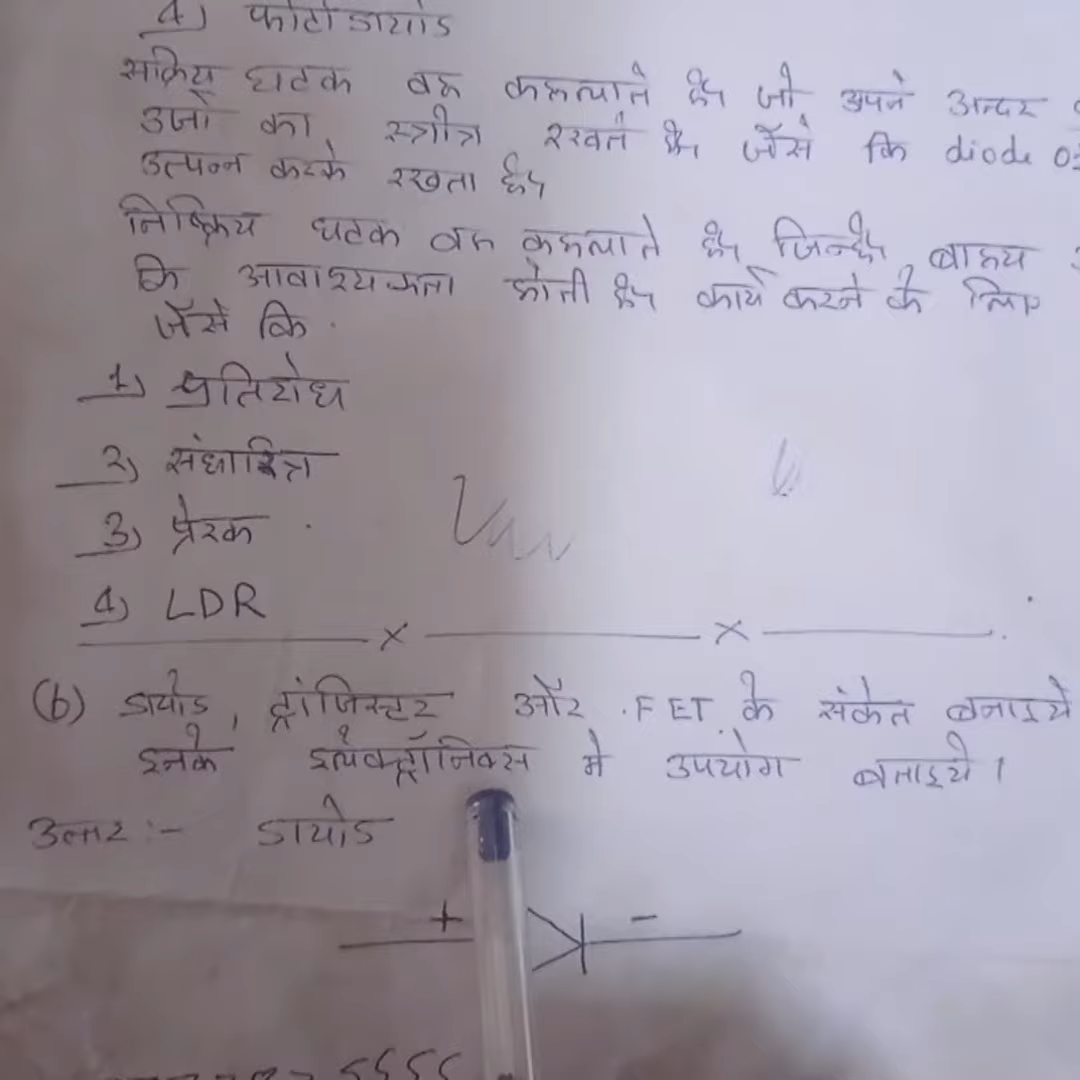 4) फोटोडायोड
सक्रिय घटक वह कहलाते है जो अपने अन्दर
उर्जा का स्त्रोत्र रखते है जैसे कि diode
उत्पन्न करके रखता है
निष्क्रिय घटक वह कहलाते है जिन्हे बाहय
कि आवाश्यकता होती है कार्य करने के लिए
जैसे कि
1) प्रतिरोध
2) संधारित्र
3) प्रेरक
4) LDR
x x
(b) डायोड, ट्रांजिस्टर और FET के संकेत बनाइये
इनके इलेक्ट्रॉनिक्स मे उपयोग बताइये।
उत्तर :- डायोड
+ -